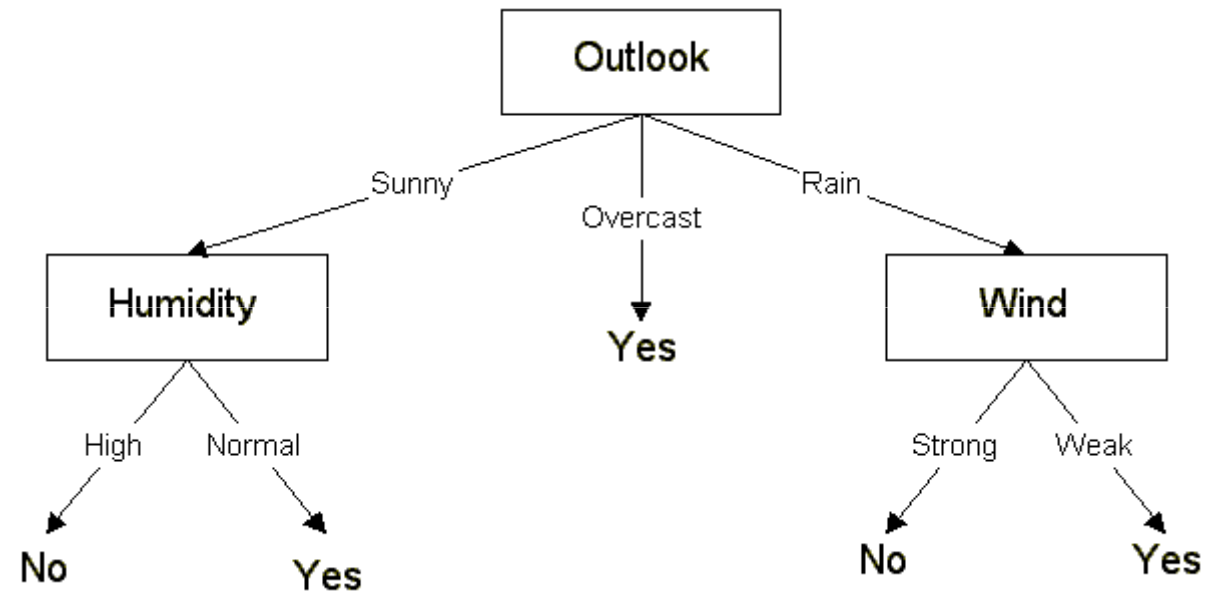 Outlook
Sunny
Rain
Overcast
Humidity
Wind
Yes
High
Normal
Strong
Weak
No
Yes
No
Yes